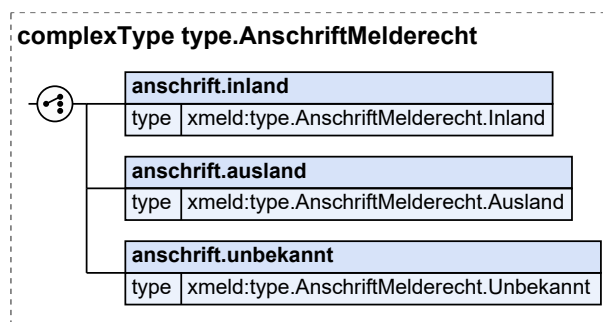 complexType type.AnschriftMelderecht
anschrift.inland
type xmeld:type.AnschriftMelderecht.Inland
anschrift.ausland
type xmeld:type.AnschriftMelderecht.Ausland
anschrift.unbekannt
type xmeld:type.AnschriftMelderecht.Unbekannt